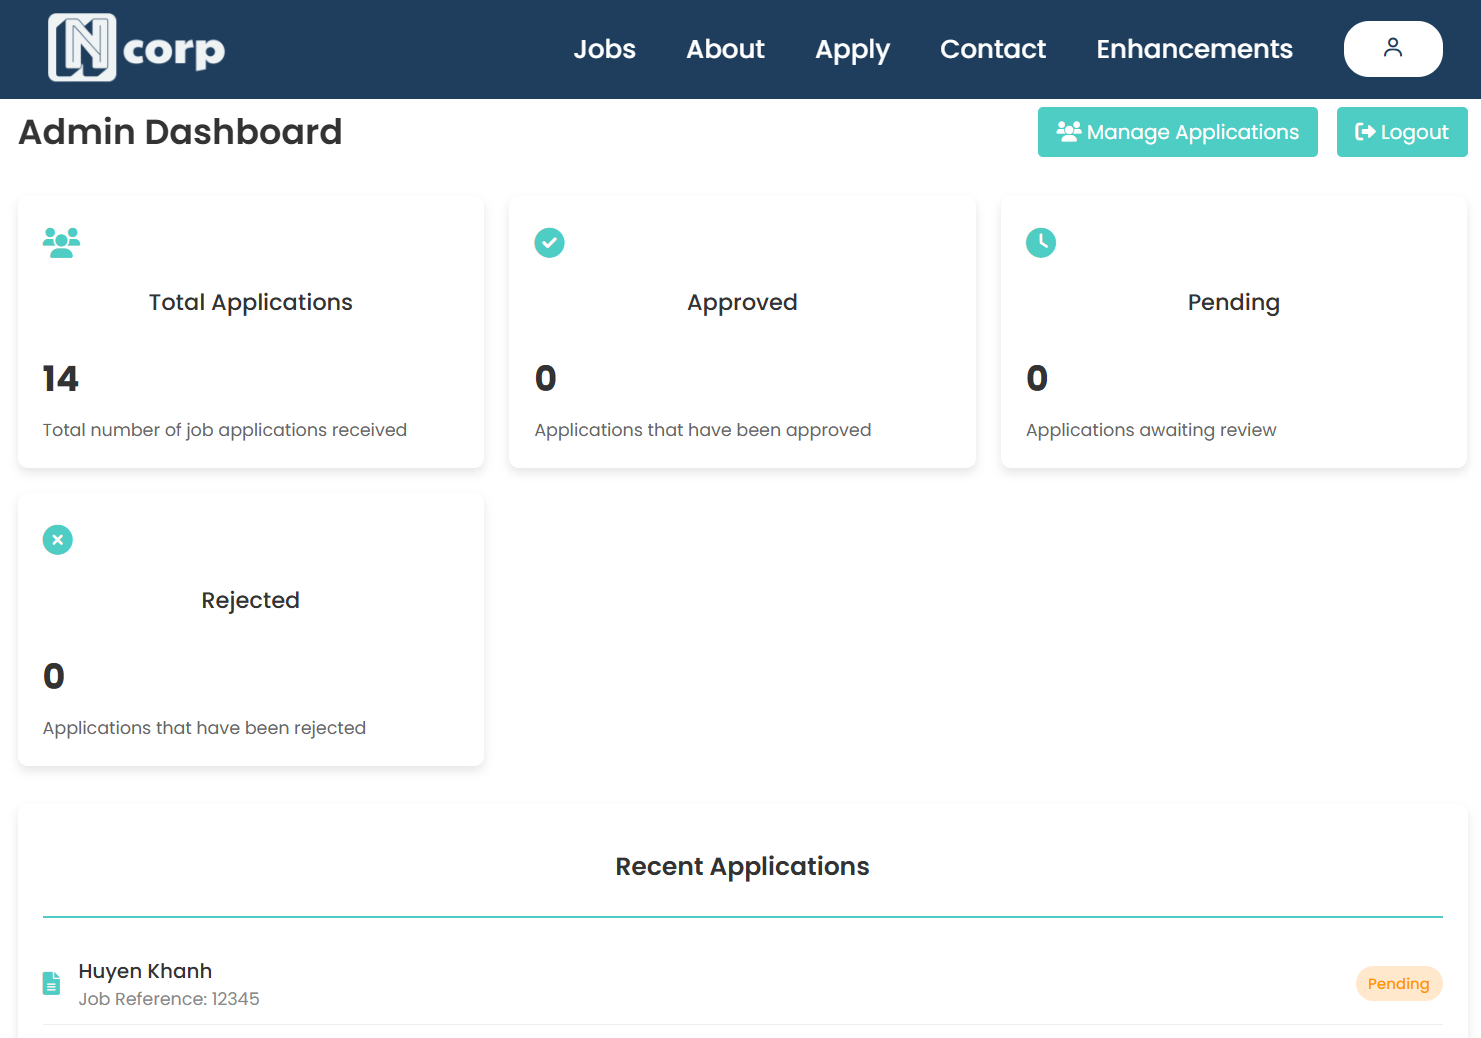 N corp
Jobs About Apply Contact Enhancements
Admin Dashboard
Manage Applications
Logout
Total Applications
14
Total number of job applications received
Approved
0
Applications that have been approved
Pending
0
Applications awaiting review
Rejected
0
Applications that have been rejected
Recent Applications
Huyen Khanh
Job Reference: 12345
Pending